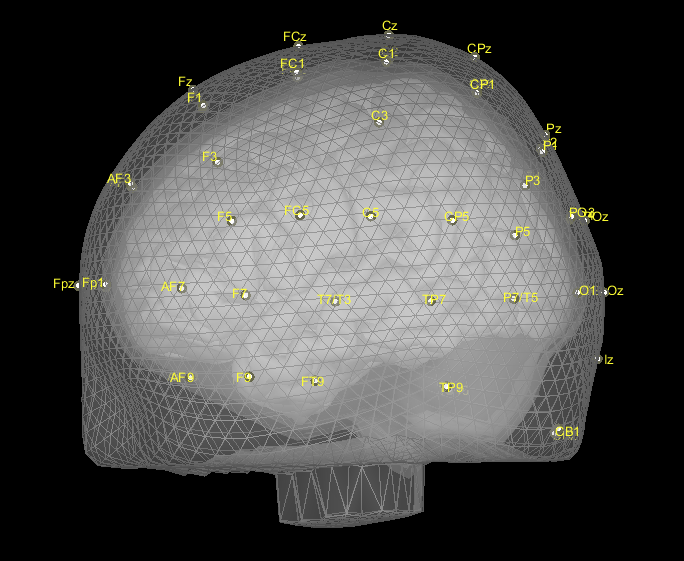 Cz
FCz
CPz
C1
FC1
Fz
CP1
F1
C3
Pz
F3
AF3
P3
F5
FC5
C5
CP5
PO3
POz
P5
Fpz
Fp1
AF7
F7
T7/T3
TP7
P7/T5
O1
Oz
Iz
AF9
F9
FT9
TP9
CB1